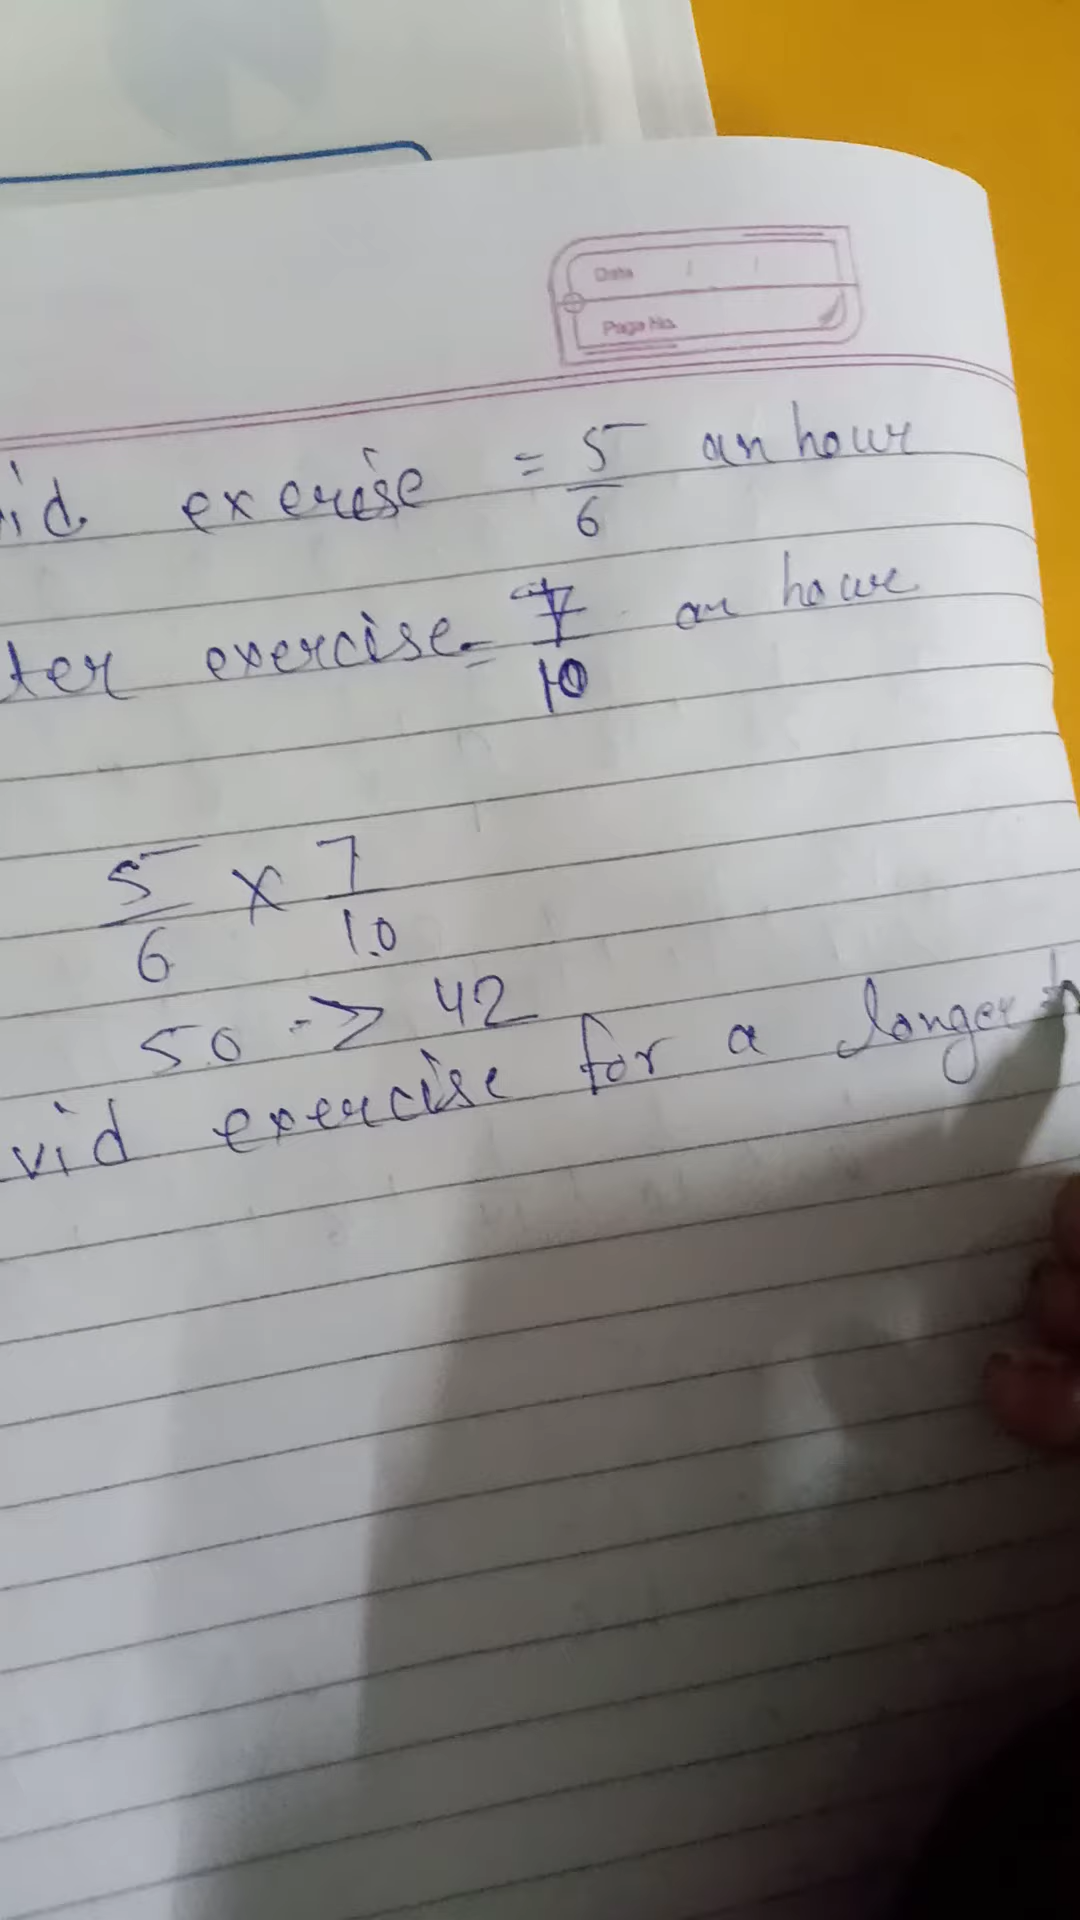 Date / /
Page No.
id exercise = 5/6 an hour
ter exercise = 7/10 an hour
5/6 × 7/10
50 > 42
vid exercise for a longer